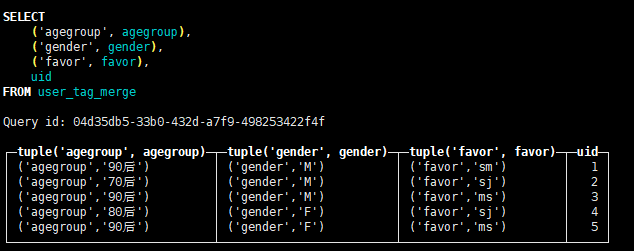 SELECT
('agegroup', agegroup),
('gender', gender),
('favor', favor),
uid
FROM user_tag_merge
Query id: 04d35db5-33b0-432d-a7f9-498253422f4f
tuple('agegroup', agegroup) tuple('gender', gender) tuple('favor', favor) uid
('agegroup','90后') ('gender','M') ('favor','sm') 1
('agegroup','70后') ('gender','M') ('favor','sj') 2
('agegroup','90后') ('gender','M') ('favor','ms') 3
('agegroup','80后') ('gender','F') ('favor','sj') 4
('agegroup','90后') ('gender','F') ('favor','ms') 5